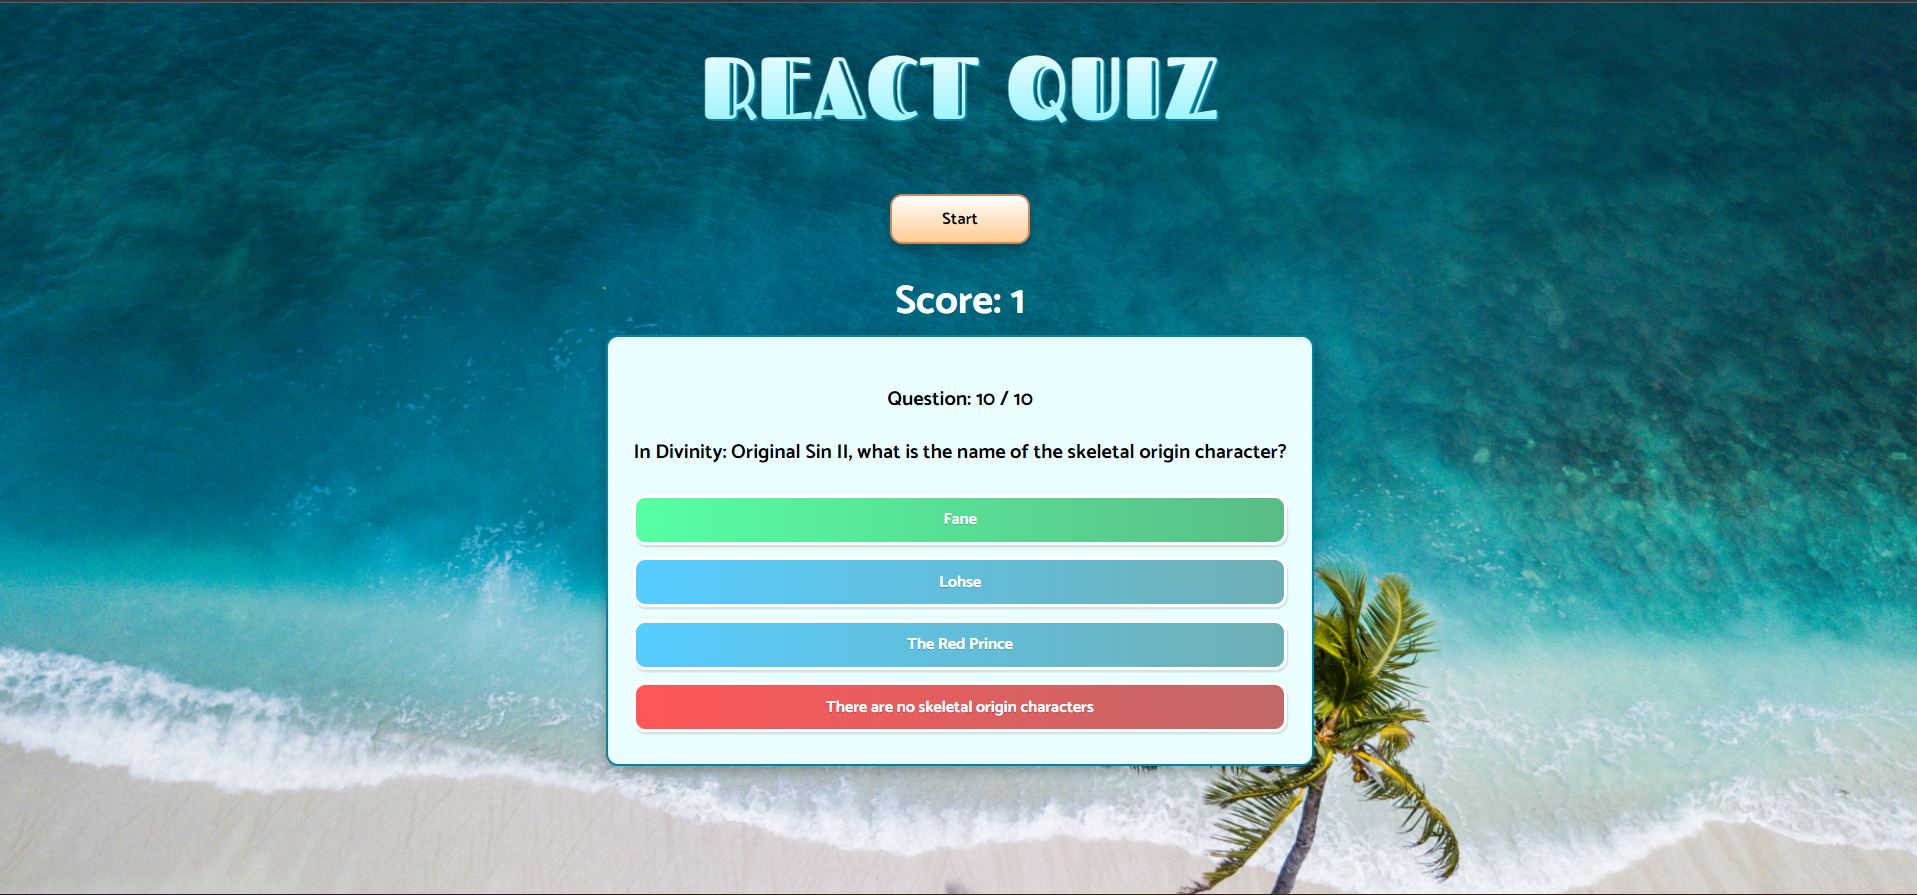 REACT QUIZ
Start
Score: 1
Question: 10 / 10
In Divinity: Original Sin II, what is the name of the skeletal origin character?
Fane
Lohse
The Red Prince
There are no skeletal origin characters